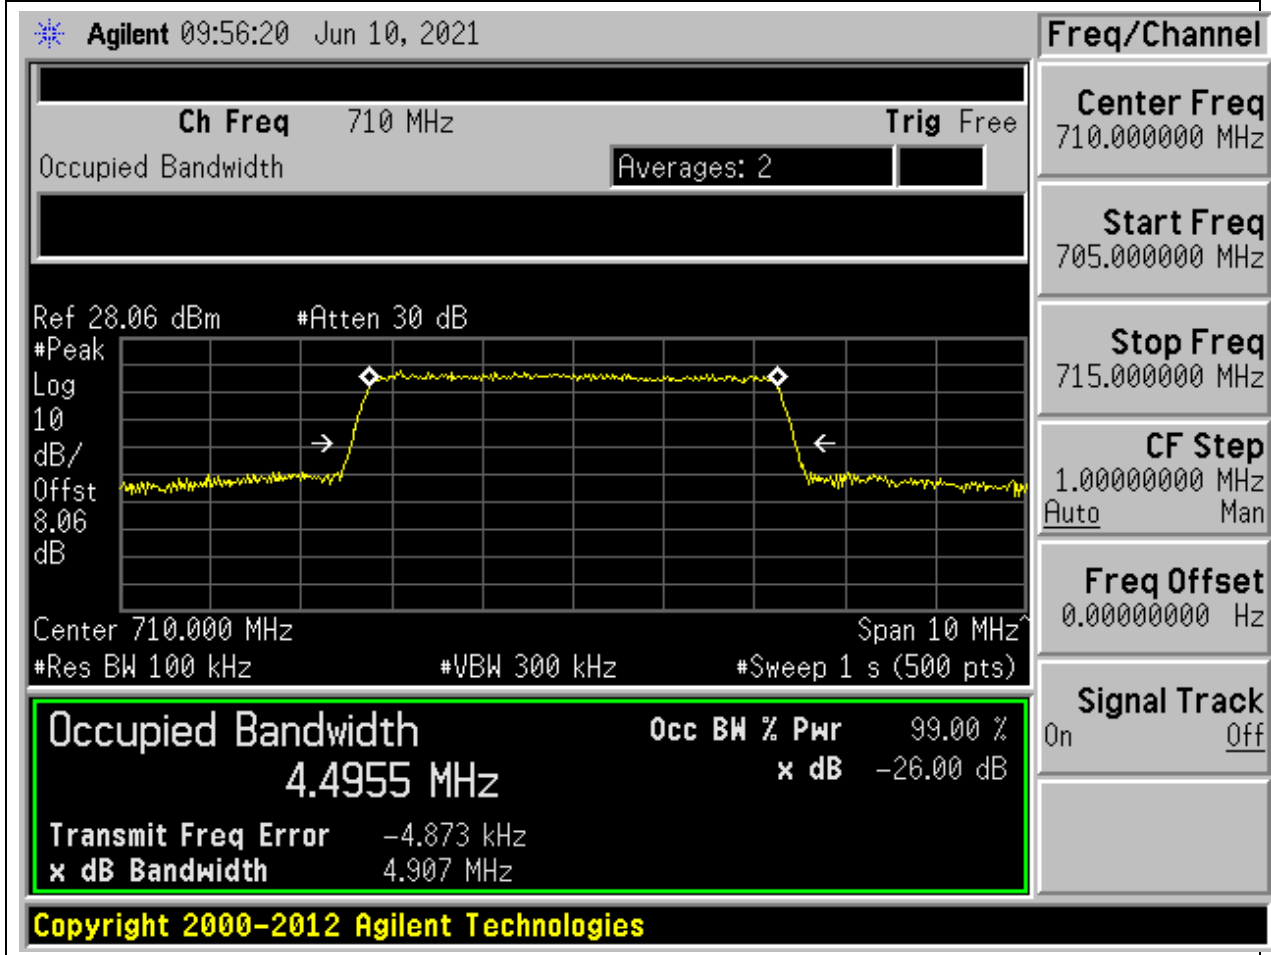 Agilent 09:56:20 Jun 10, 2021
Freq/Channel
Ch Freq 710 MHz Trig Free
Occupied Bandwidth Averages: 2
Center Freq
710.000000 MHz
Start Freq
705.000000 MHz
Stop Freq
715.000000 MHz
CF Step
1.00000000 MHz
Auto Man
Freq Offset
0.00000000 Hz
Signal Track
On Off
Ref 28.06 dBm #Atten 30 dB
#Peak
Log
10
dB/
Offst
8.06
dB
Center 710.000 MHz Span 10 MHz^
#Res BW 100 kHz #VBW 300 kHz #Sweep 1 s (500 pts)
Occupied Bandwidth Occ BW % Pwr 99.00 %
4.4955 MHz x dB -26.00 dB
Transmit Freq Error -4.873 kHz
x dB Bandwidth 4.907 MHz
Copyright 2000-2012 Agilent Technologies